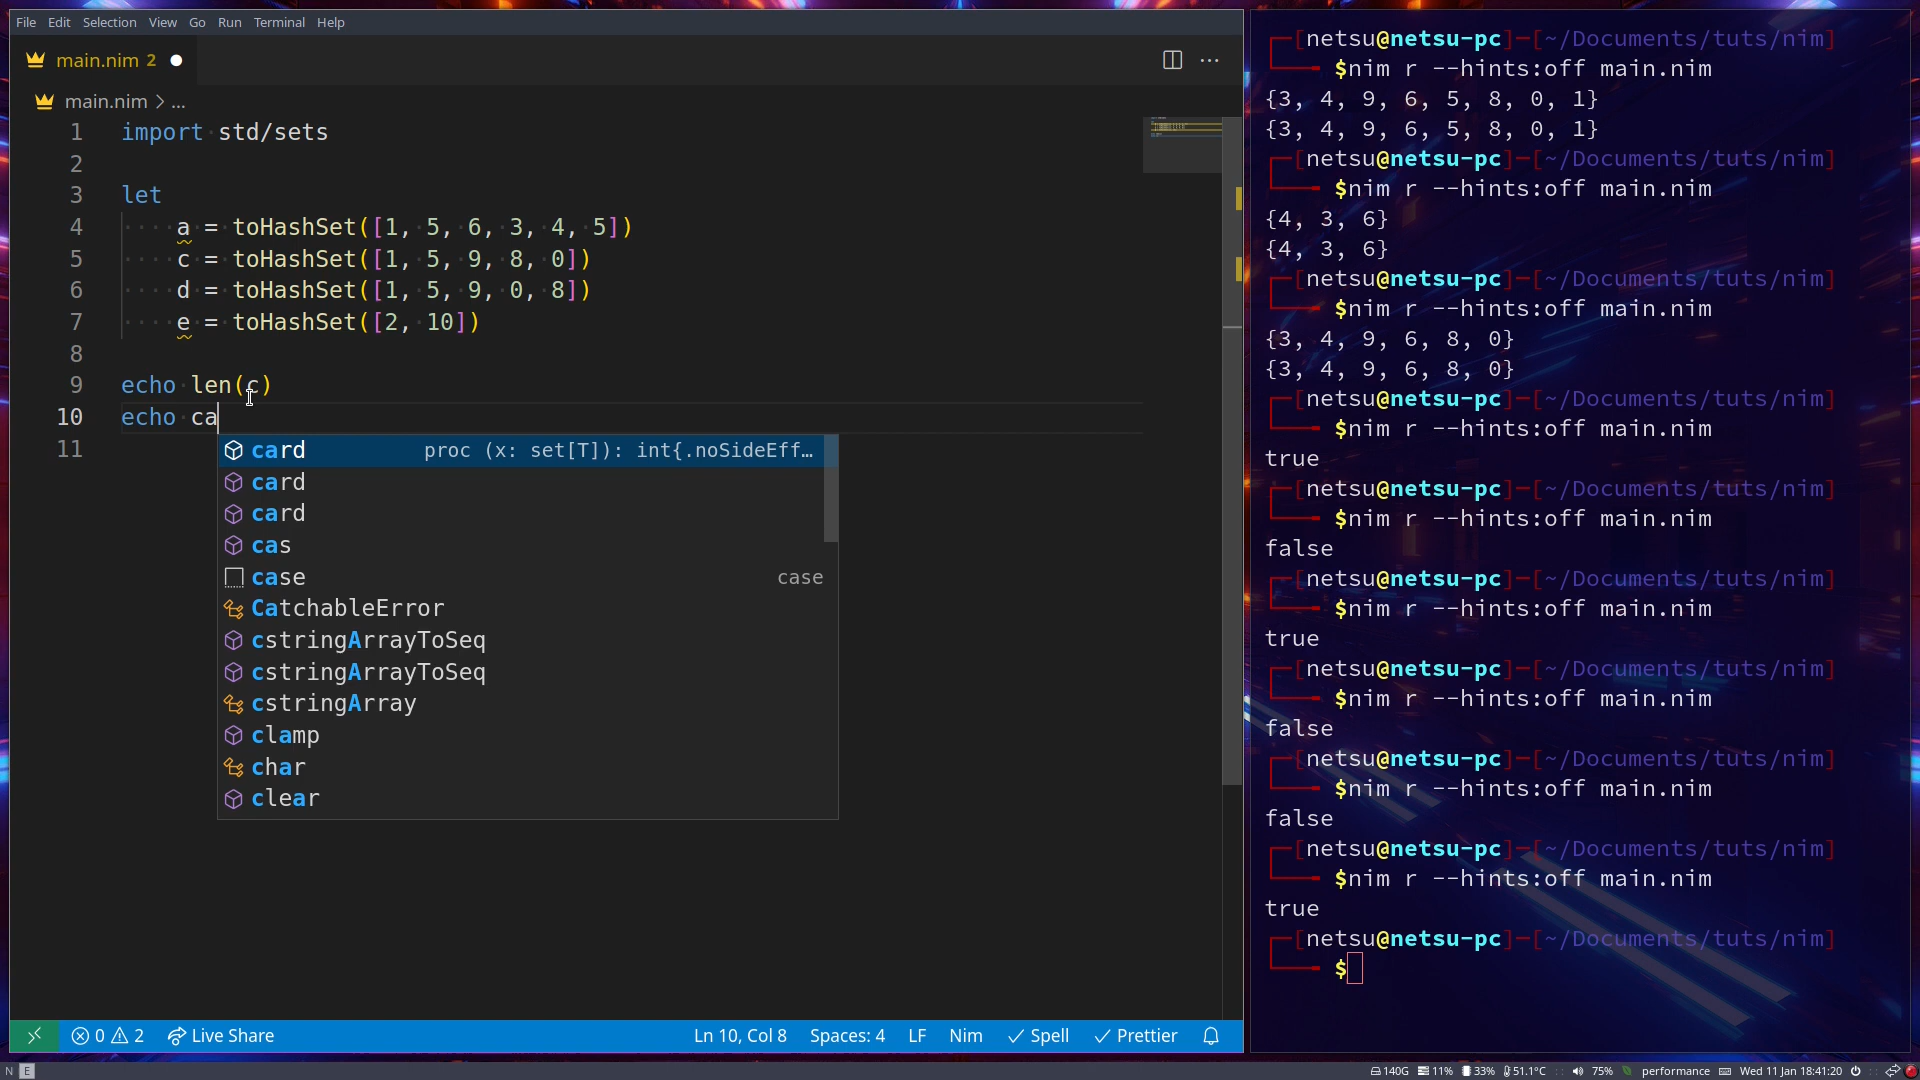 File Edit Selection View Go Run Terminal Help
main.nim 2
main.nim > ...
1 import std/sets
2
3 let
4 a = toHashSet([1, 5, 6, 3, 4, 5])
5 c = toHashSet([1, 5, 9, 8, 0])
6 d = toHashSet([1, 5, 9, 0, 8])
7 e = toHashSet([2, 10])
8
9 echo len(c)
10 echo ca
11
card proc (x: set[T]): int{.noSideEff…
card
card
cas
case case
CatchableError
cstringArrayToSeq
cstringArrayToSeq
cstringArray
clamp
char
clear
0 2 Live Share Ln 10, Col 8 Spaces: 4 LF Nim Spell Prettier
[netsu@netsu-pc]-[~/Documents/tuts/nim]
$nim r --hints:off main.nim
{3, 4, 9, 6, 5, 8, 0, 1}
{3, 4, 9, 6, 5, 8, 0, 1}
[netsu@netsu-pc]-[~/Documents/tuts/nim]
$nim r --hints:off main.nim
{4, 3, 6}
{4, 3, 6}
[netsu@netsu-pc]-[~/Documents/tuts/nim]
$nim r --hints:off main.nim
{3, 4, 9, 6, 8, 0}
{3, 4, 9, 6, 8, 0}
[netsu@netsu-pc]-[~/Documents/tuts/nim]
$nim r --hints:off main.nim
true
[netsu@netsu-pc]-[~/Documents/tuts/nim]
$nim r --hints:off main.nim
false
[netsu@netsu-pc]-[~/Documents/tuts/nim]
$nim r --hints:off main.nim
true
[netsu@netsu-pc]-[~/Documents/tuts/nim]
$nim r --hints:off main.nim
false
[netsu@netsu-pc]-[~/Documents/tuts/nim]
$nim r --hints:off main.nim
false
[netsu@netsu-pc]-[~/Documents/tuts/nim]
$nim r --hints:off main.nim
true
[netsu@netsu-pc]-[~/Documents/tuts/nim]
$
N E 140G 11% 33% 51.1°C 75% performance Wed 11 Jan 18:41:20